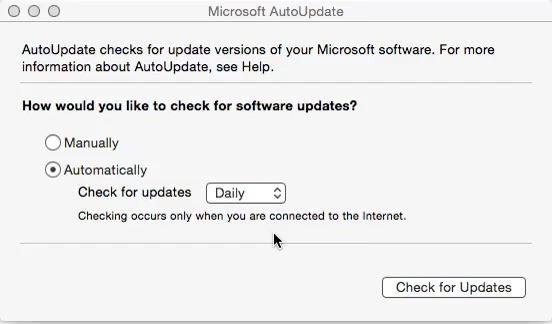 Microsoft AutoUpdate
AutoUpdate checks for update versions of your Microsoft software. For more
information about AutoUpdate, see Help.
How would you like to check for software updates?
Manually
Automatically
Check for updates Daily
Checking occurs only when you are connected to the Internet.
Check for Updates